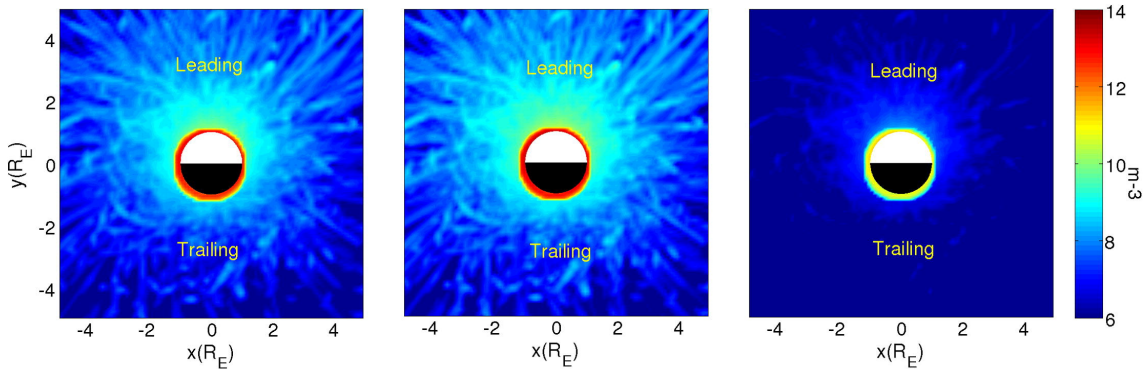 4
2
0
-2
-4
y(R_E)
Leading
Trailing
-4 -2 0 2 4
x(R_E)
Leading
Trailing
-4 -2 0 2 4
x(R_E)
Leading
Trailing
-4 -2 0 2 4
x(R_E)
14
12
10
8
6
m-3